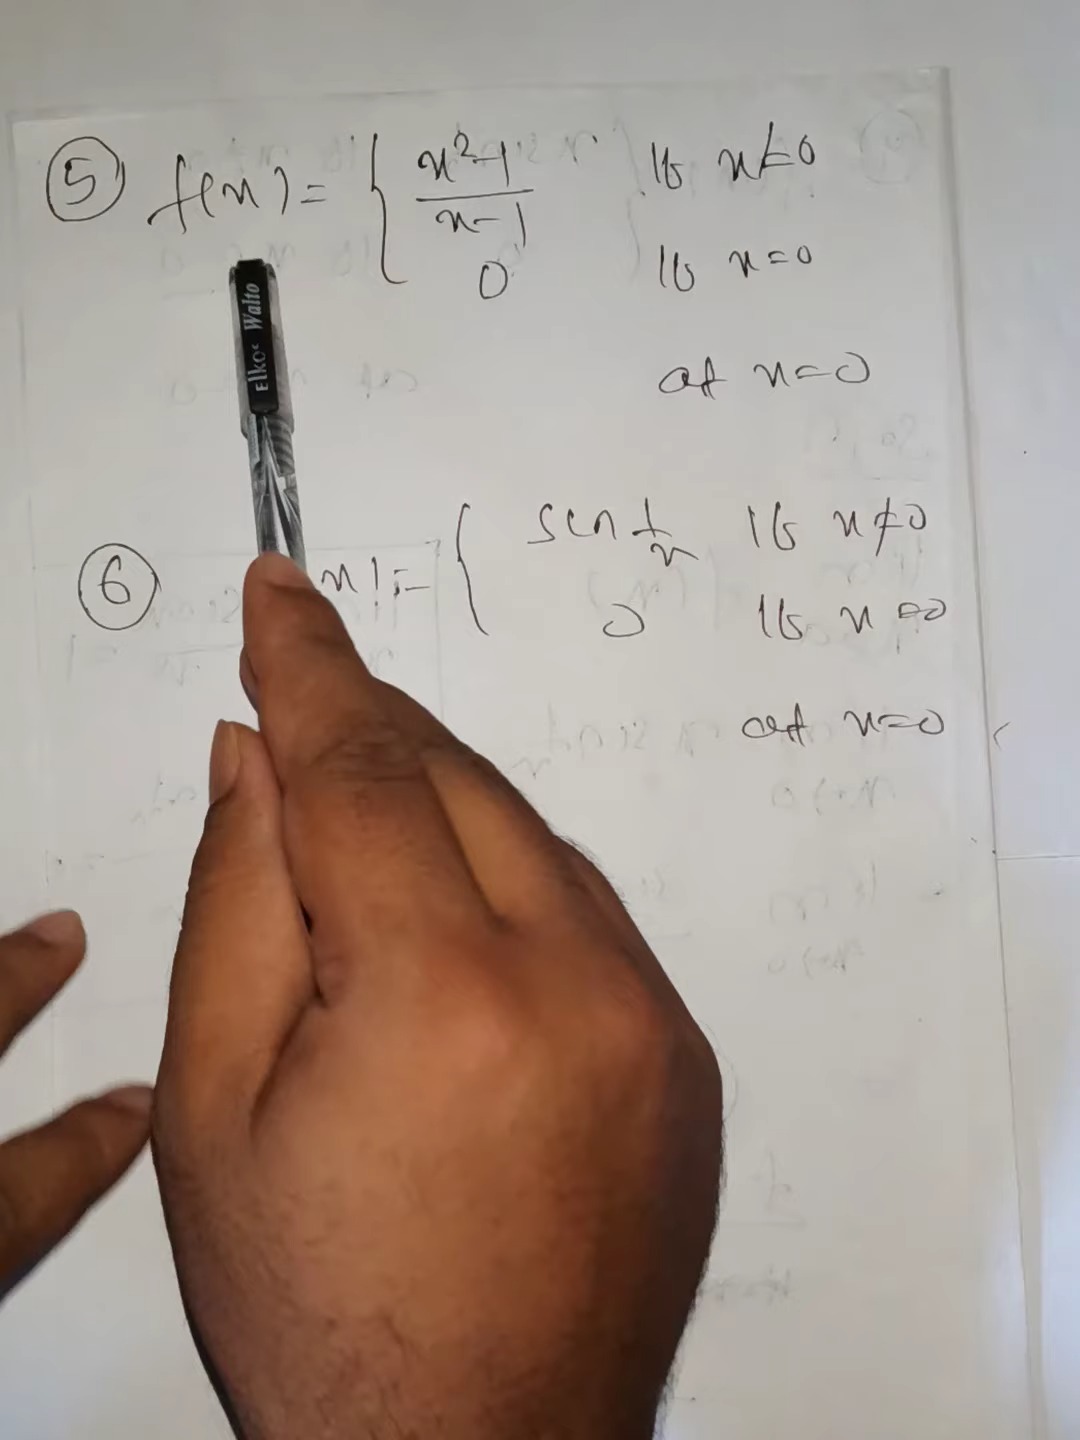 5 f(x) = { x²-1 / x-1 if x≠0
0 if x=0
at x=0
Elkos Walto
6 x) = { sin 1/x if x≠0
0 if x=0
at x=0